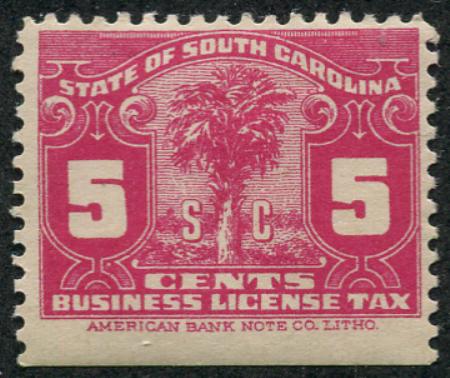 STATE OF SOUTH CAROLINA
5 S C 5
CENTS
BUSINESS LICENSE TAX
AMERICAN BANK NOTE CO. LITHO.